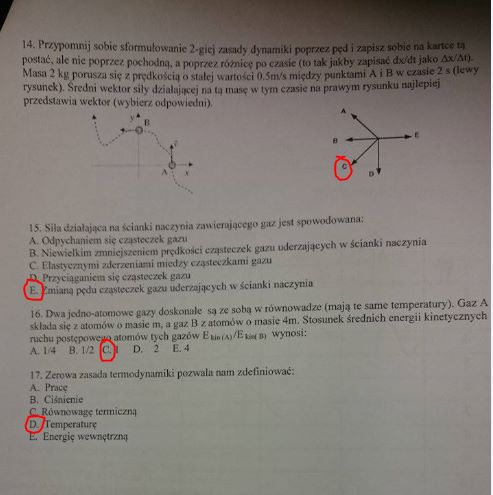 14. Przypomnij sobie sformułowanie 2-giej zasady dynamiki poprzez pęd i zapisz sobie na kartce tą
postać, ale nie poprzez pochodną, a poprzez różnicę po czasie (to tak jakby zapisać dx/dt jako Δx/Δt).
Masa 2 kg porusza się z prędkością o stałej wartości 0.5m/s między punktami A i B w czasie 2 s (lewy
rysunek). Średni wektor siły działającej na tą masę w tym czasie na prawym rysunku najlepiej
przedstawia wektor (wybierz odpowiedni).
y B
A x
A
B E
C D
15. Siła działająca na ścianki naczynia zawierającego gaz jest spowodowana:
A. Odpychaniem się cząsteczek gazu
B. Niewielkim zmniejszeniem prędkości cząsteczek gazu uderzających w ścianki naczynia
C. Elastycznymi zderzeniami miedzy cząsteczkami gazu
D. Przyciąganiem się cząsteczek gazu
E. Zmianą pędu cząsteczek gazu uderzających w ścianki naczynia
16. Dwa jedno-atomowe gazy doskonałe są ze sobą w równowadze (mają te same temperatury). Gaz A
składa się z atomów o masie m, a gaz B z atomów o masie 4m. Stosunek średnich energii kinetycznych
ruchu postępowego atomów tych gazów E kin (A) /E kin( B) wynosi:
A. 1/4 B. 1/2 C. 1 D. 2 E. 4
17. Zerowa zasada termodynamiki pozwala nam zdefiniować:
A. Pracę
B. Ciśnienie
C. Równowagę termiczną
D. Temperaturę
E. Energię wewnętrzną